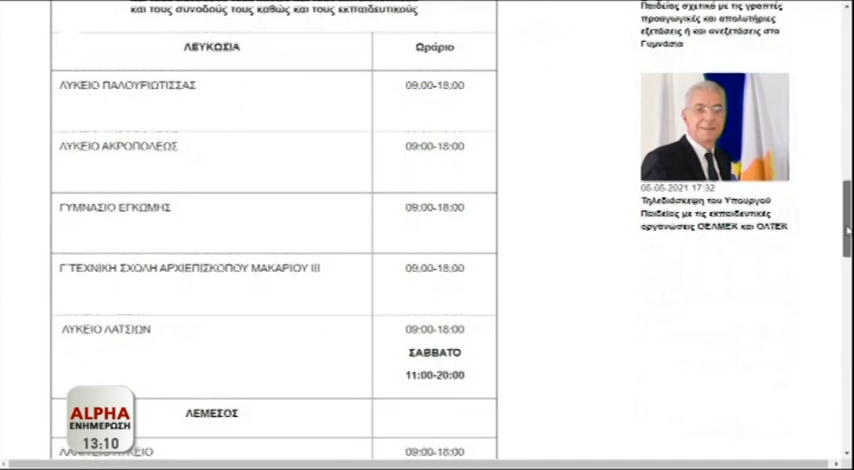 και τους συνοδούς τους καθώς και τους εκπαιδευτικούς
ΛΕΥΚΩΣΙΑ Ωράριο
ΛΥΚΕΙΟ ΠΑΛΟΥΡΙΩΤΙΣΣΑΣ 09:00-18:00
ΛΥΚΕΙΟ ΑΚΡΟΠΟΛΕΩΣ 09:00-18:00
ΓΥΜΝΑΣΙΟ ΕΓΚΩΜΗΣ 09:00-18:00
Γ΄ΤΕΧΝΙΚΗ ΣΧΟΛΗ ΑΡΧΙΕΠΙΣΚΟΠΟΥ ΜΑΚΑΡΙΟΥ ΙΙΙ 09:00-18:00
ΛΥΚΕΙΟ ΛΑΤΣΙΩΝ 09:00-18:00
ΣΑΒΒΑΤΟ
11:00-20:00
ΛΕΜΕΣΟΣ
ΛΥΚΕΙΟ 09:00-18:00
Παιδείας σχετικά με τις γραπτές
προαγωγικές και απολυτήριες
εξετάσεις ή και ανεξετάσεις στα
Γυμνάσια
05-05-2021 17:32
Τηλεδιάσκεψη του Υπουργού
Παιδείας με τις εκπαιδευτικές
οργανώσεις ΟΕΛΜΕΚ και ΟΛΤΕΚ
ALPHA
ΕΝΗΜΕΡΩΣΗ
13:10